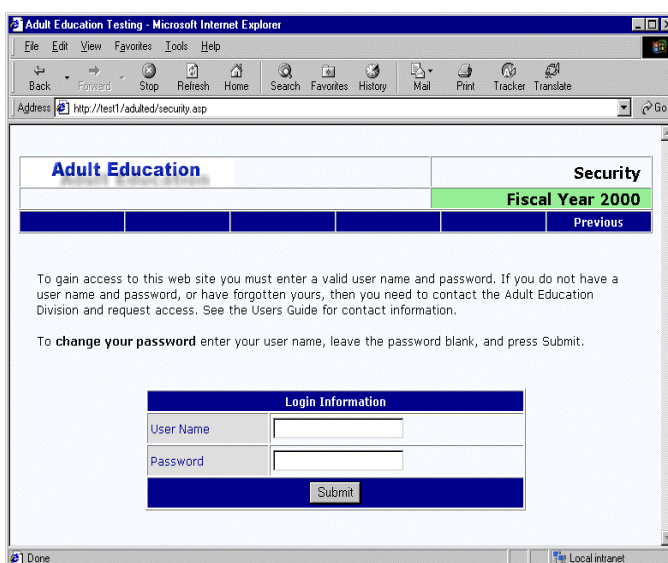 Adult Education Testing - Microsoft Internet Explorer
File Edit View Favorites Tools Help
Back Forward Stop Refresh Home Search Favorites History Mail Print Tracker Translate
Address http://test1/adulted/security.asp Go
Adult Education
Security
Fiscal Year 2000
Previous
To gain access to this web site you must enter a valid user name and password. If you do not have a
user name and password, or have forgotten yours, then you need to contact the Adult Education
Division and request access. See the Users Guide for contact information.
To change your password enter your user name, leave the password blank, and press Submit.
Login Information
User Name
Password
Submit
Done Local intranet